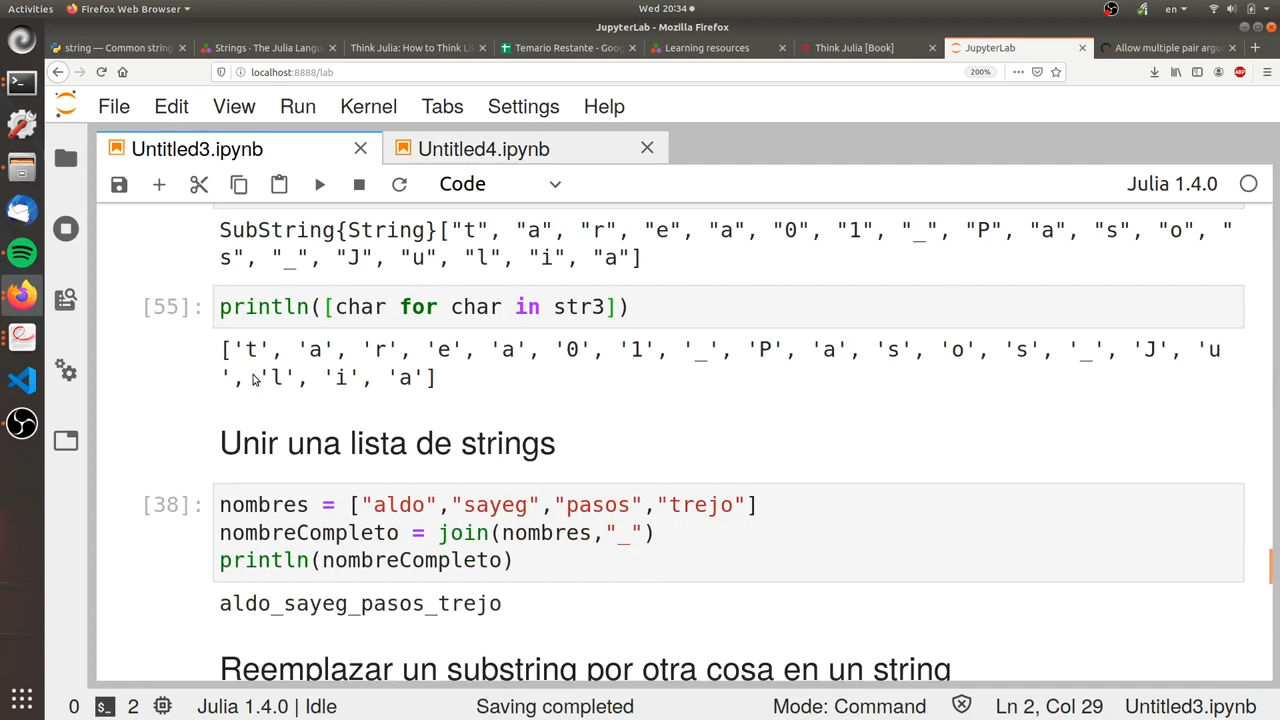 Activities Firefox Web Browser Wed 20:34 en
JupyterLab - Mozilla Firefox
string — Common string Strings · The Julia Langu Think Julia: How to Think Li Temario Restante - Goog Learning resources Think Julia [Book] JupyterLab Allow multiple pair argu
localhost:8888/lab 200% ABP
File Edit View Run Kernel Tabs Settings Help
Untitled3.ipynb Untitled4.ipynb
Code Julia 1.4.0
SubString{String}["t", "a", "r", "e", "a", "0", "1", "_", "P", "a", "s", "o", "
s", "_", "J", "u", "l", "i", "a"]
[55]: println([char for char in str3])
['t', 'a', 'r', 'e', 'a', '0', '1', '_', 'P', 'a', 's', 'o', 's', '_', 'J', 'u
', 'l', 'i', 'a']
Unir una lista de strings
[38]: nombres = ["aldo","sayeg","pasos","trejo"]
nombreCompleto = join(nombres,"_")
println(nombreCompleto)
aldo_sayeg_pasos_trejo
Reemplazar un substring por otra cosa en un string
0 2 Julia 1.4.0 | Idle Saving completed Mode: Command Ln 2, Col 29 Untitled3.ipynb